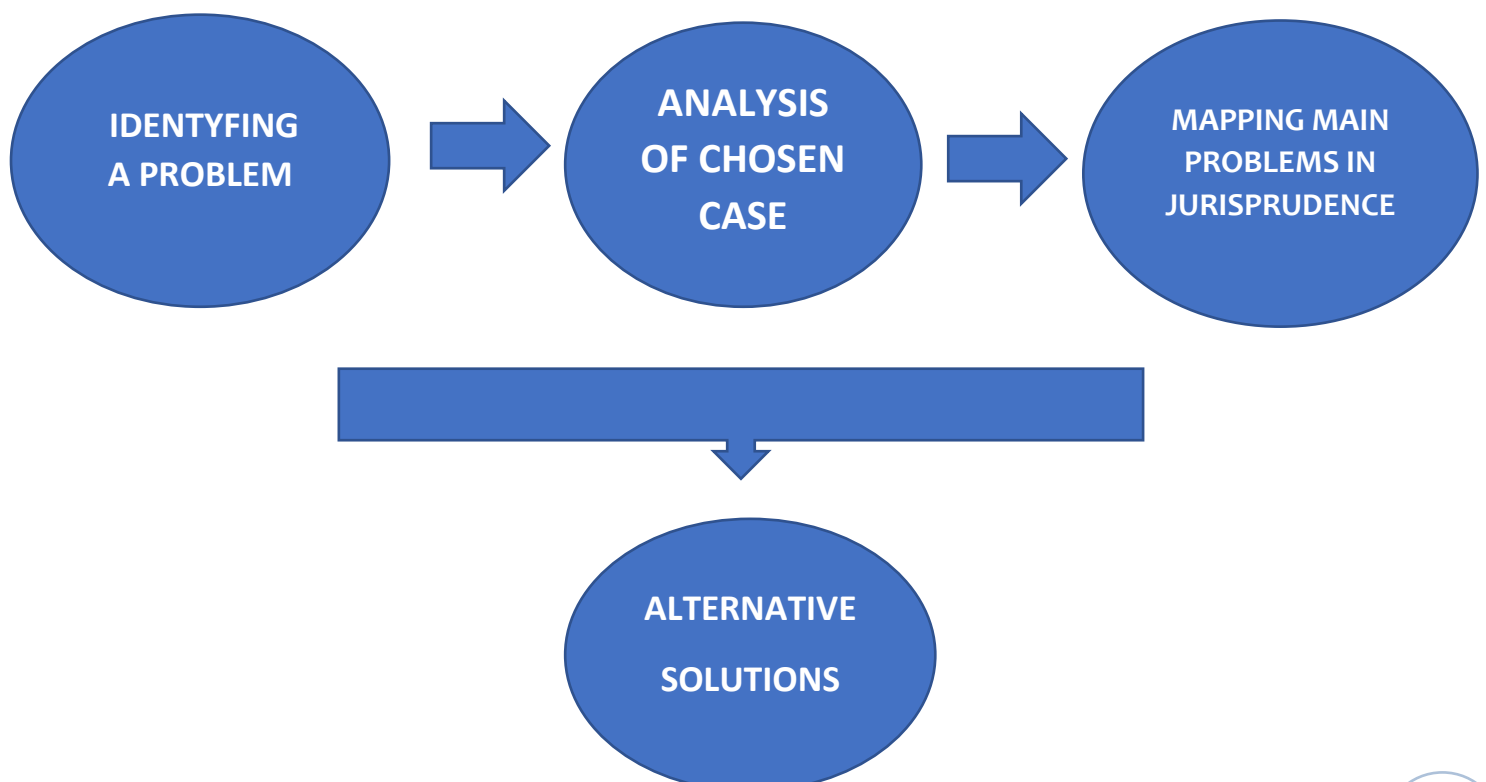 IDENTYFING
A PROBLEM
ANALYSIS
OF CHOSEN
CASE
MAPPING MAIN
PROBLEMS IN
JURISPRUDENCE
ALTERNATIVE
SOLUTIONS